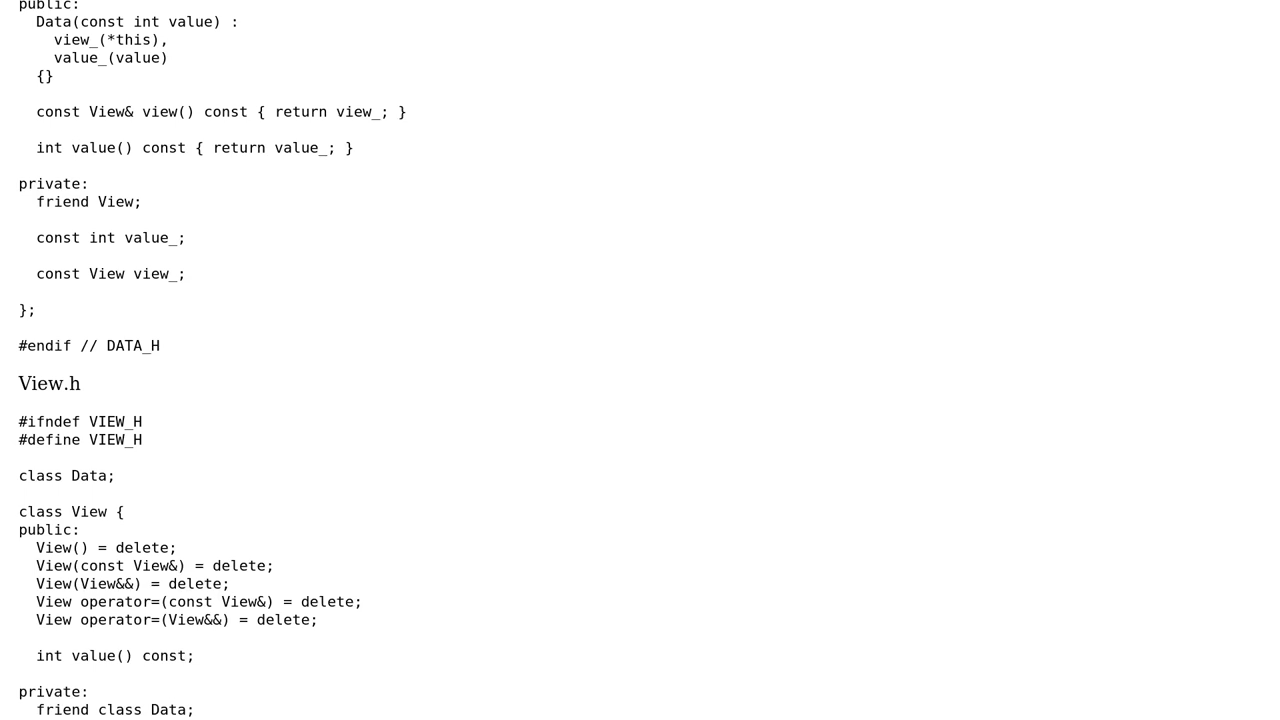 public:
  Data(const int value) :
    view_(*this),
    value_(value)
  {}

  const View& view() const { return view_; }

  int value() const { return value_; }

private:
  friend View;

  const int value_;

  const View view_;

};

#endif // DATA_H

View.h

#ifndef VIEW_H
#define VIEW_H

class Data;

class View {
public:
  View() = delete;
  View(const View&) = delete;
  View(View&&) = delete;
  View operator=(const View&) = delete;
  View operator=(View&&) = delete;

  int value() const;

private:
  friend class Data;